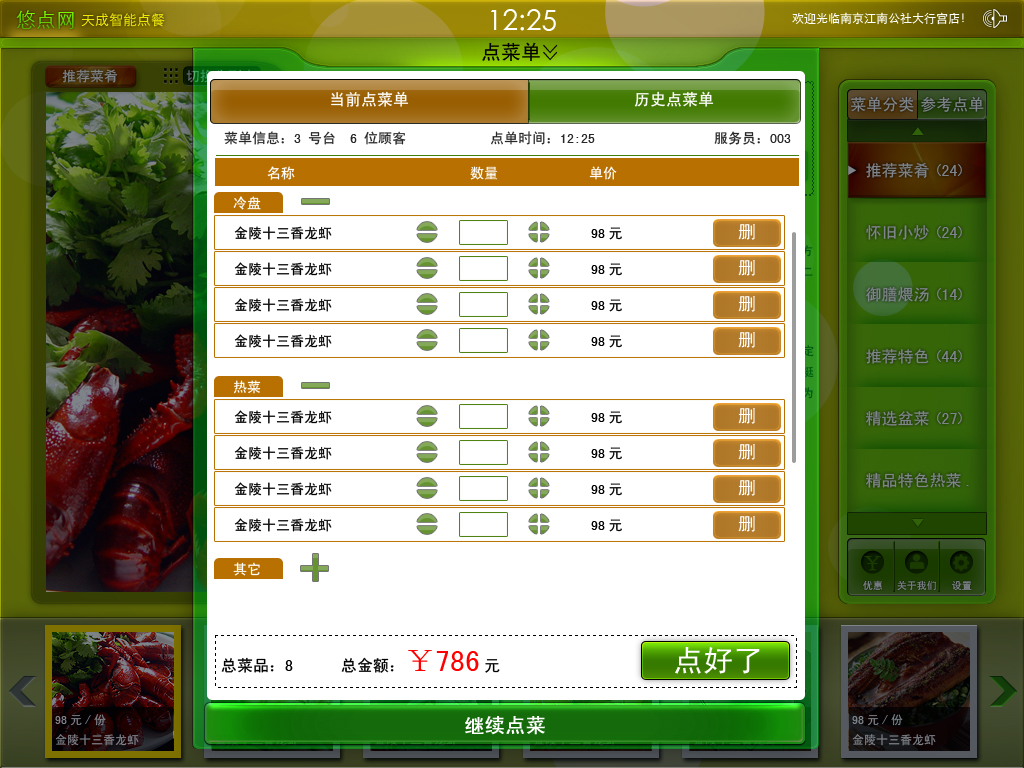 悠点网 天成智能点餐
12:25
欢迎光临南京江南公社大行宫店！
点菜单
推荐菜肴
切
当前点菜单 历史点菜单
菜单信息：3 号台 6 位顾客 点单时间：12:25 服务员：003
名称 数量 单价
冷盘
金陵十三香龙虾 98 元 删
金陵十三香龙虾 98 元 删
金陵十三香龙虾 98 元 删
金陵十三香龙虾 98 元 删
热菜
金陵十三香龙虾 98 元 删
金陵十三香龙虾 98 元 删
金陵十三香龙虾 98 元 删
金陵十三香龙虾 98 元 删
其它
总菜品：8 总金额：￥786 元
点好了
继续点菜
菜单分类 参考点单
推荐菜肴 (24)
怀旧小炒 (24)
御膳煨汤 (14)
推荐特色 (44)
精选盆菜 (27)
精品特色热菜 .
优惠 关于我们 设置
98 元 / 份
金陵十三香龙虾
98 元 / 份
金陵十三香龙虾